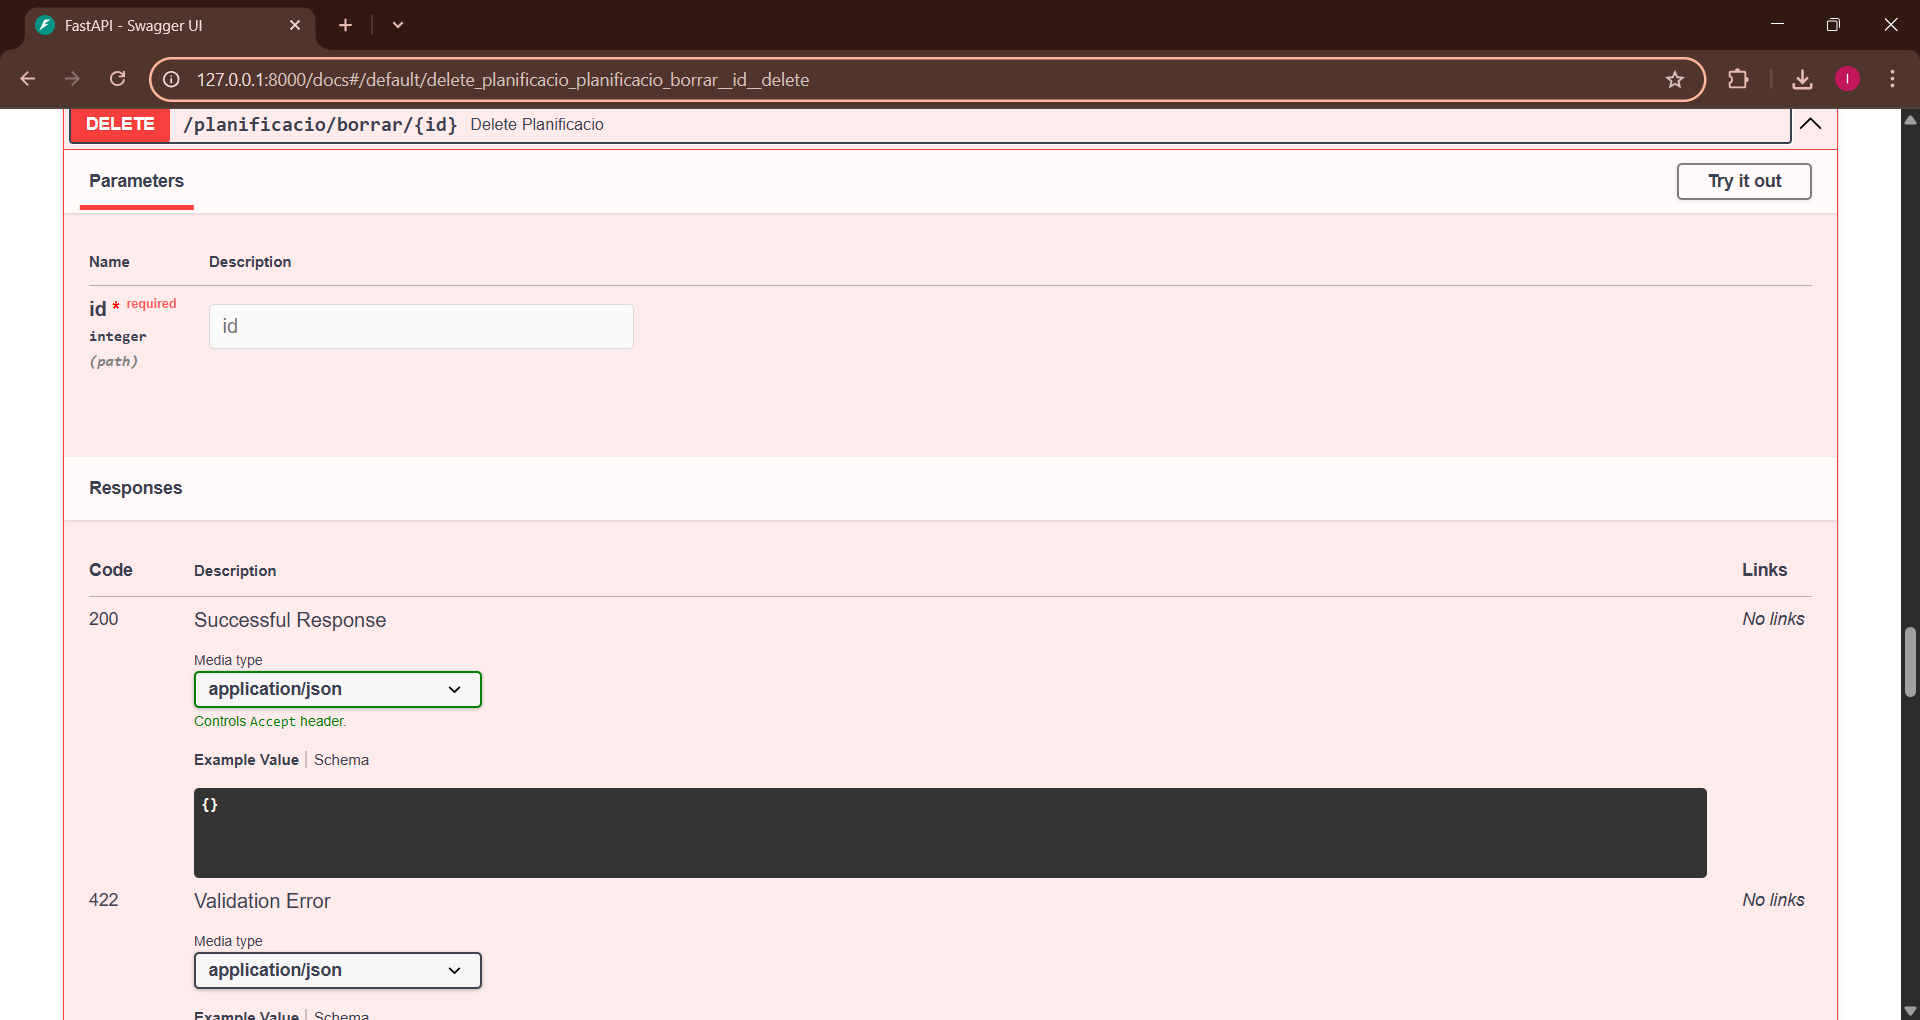 FastAPI - Swagger UI
127.0.0.1:8000/docs#/default/delete_planificacio_planificacio_borrar__id__delete
I
DELETE /planificacio/borrar/{id} Delete Planificacio
Parameters
Try it out
Name Description
id * required
integer
(path)
id
Responses
Code Description Links
200 Successful Response No links
Media type
application/json
Controls Accept header.
Example Value Schema
{}
422 Validation Error No links
Media type
application/json
Example Value Schema